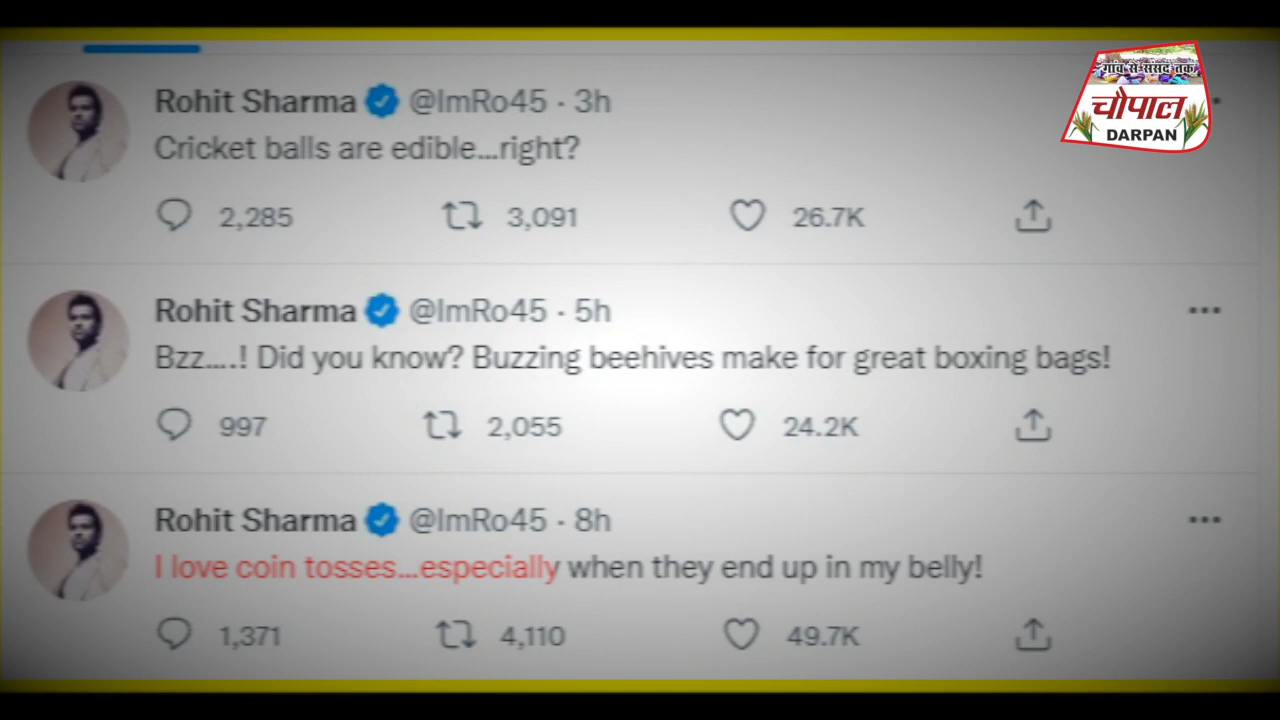 गांव से संसद तक
चौपाल
DARPAN
Rohit Sharma @ImRo45 · 3h
Cricket balls are edible...right?
2,285 3,091 26.7K
Rohit Sharma @ImRo45 · 5h
Bzz....! Did you know? Buzzing beehives make for great boxing bags!
997 2,055 24.2K
Rohit Sharma @ImRo45 · 8h
I love coin tosses...especially when they end up in my belly!
1,371 4,110 49.7K